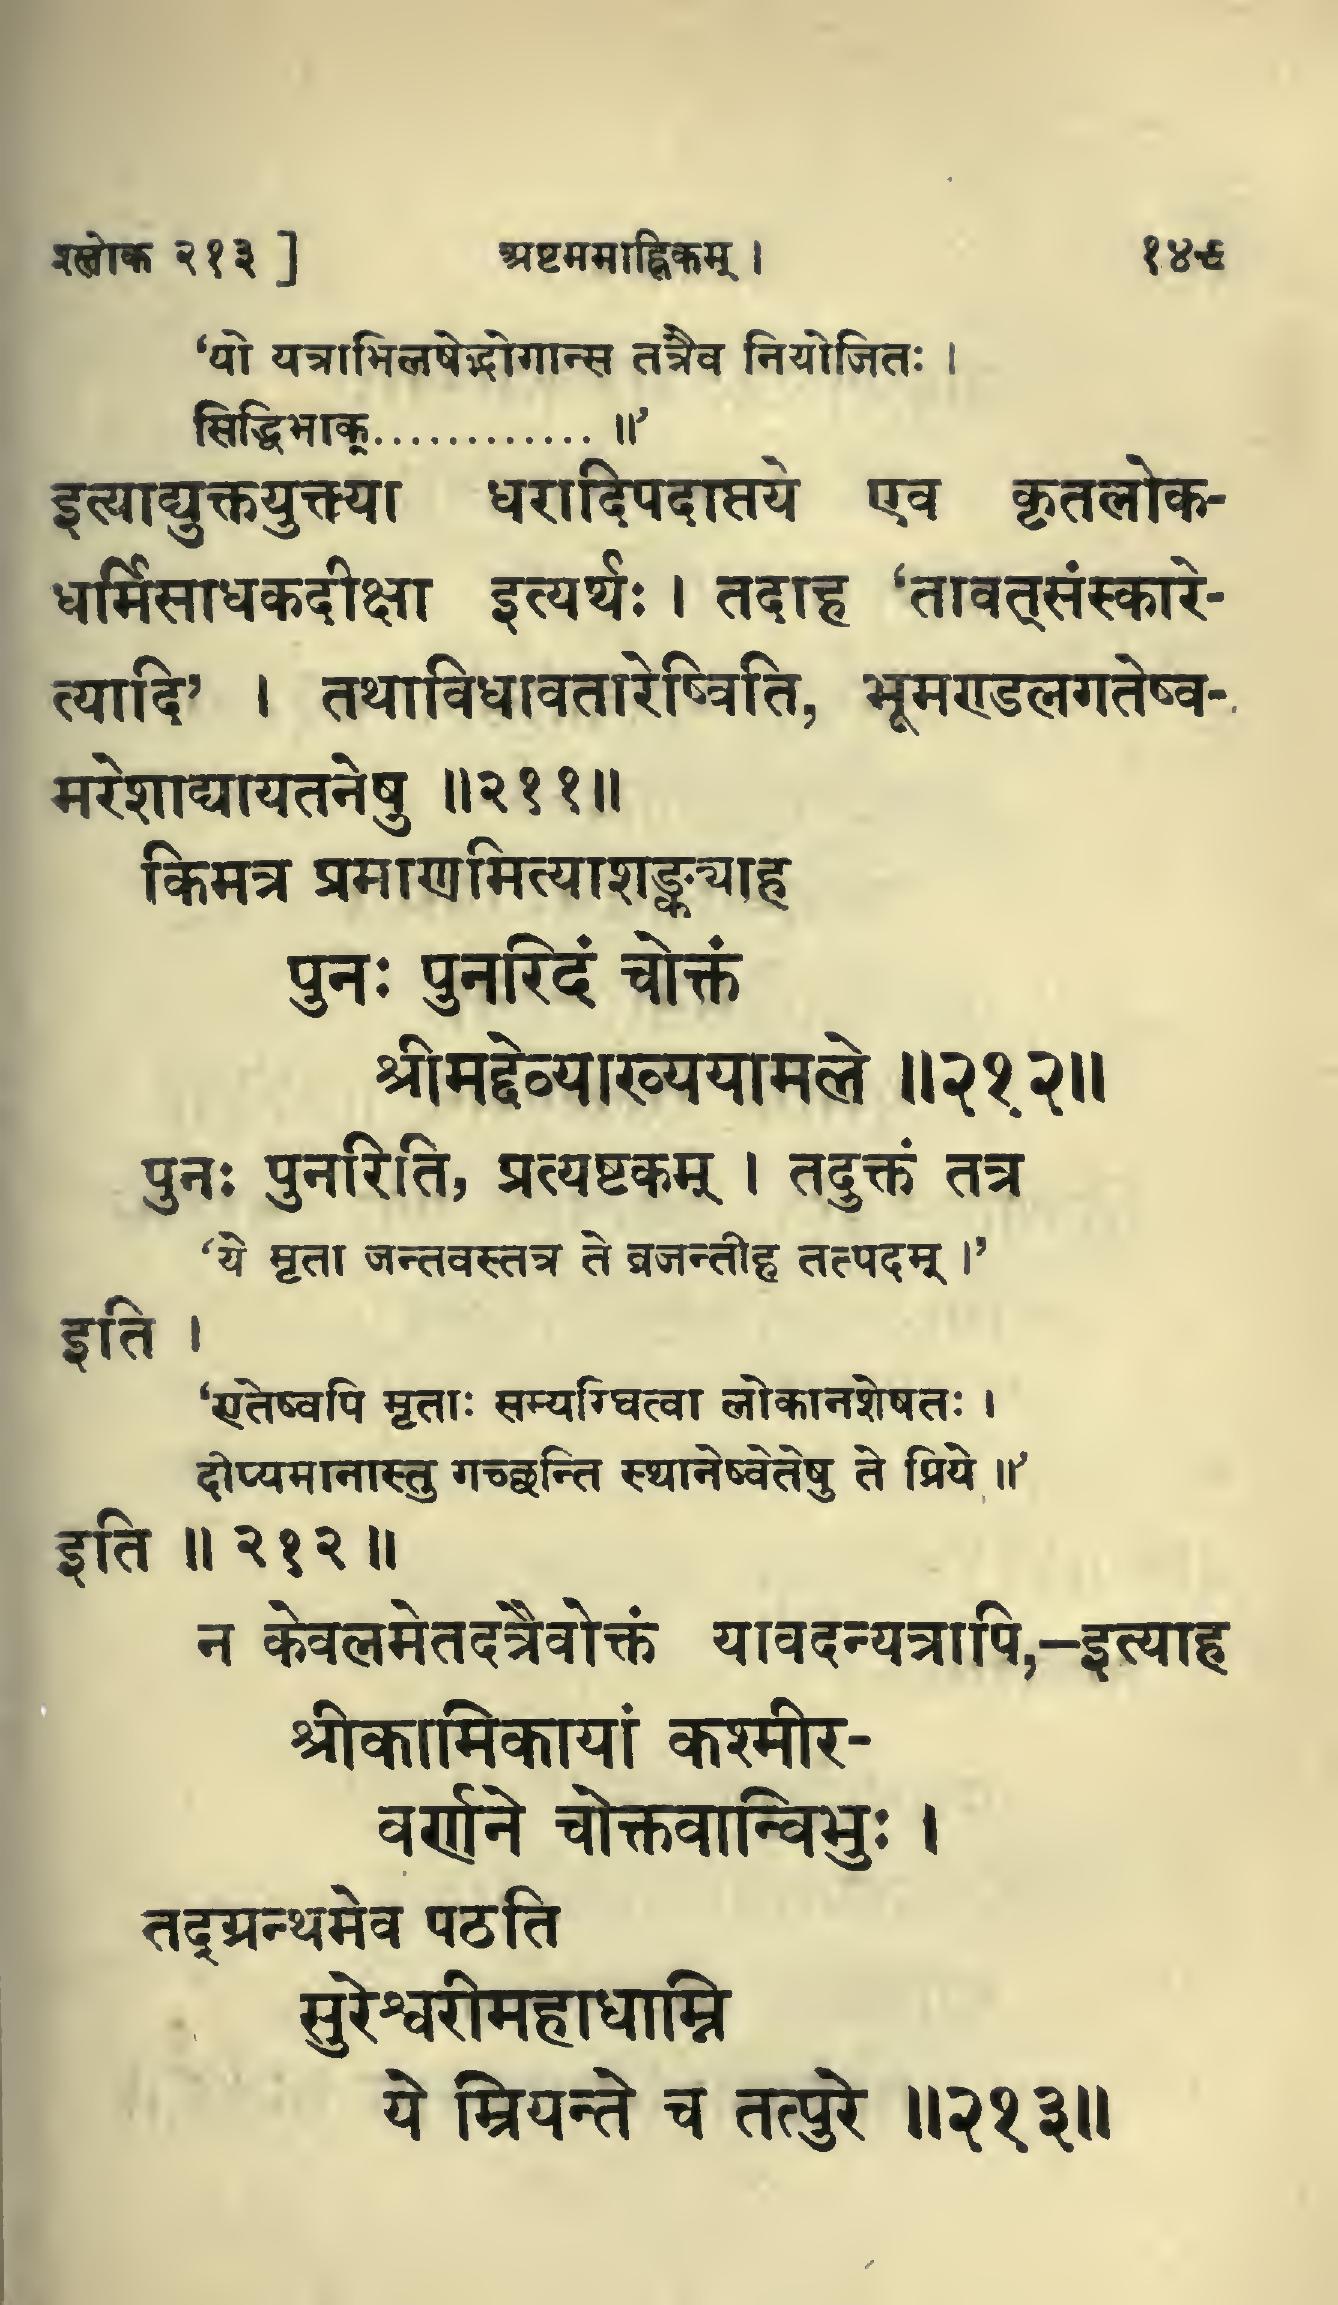 श्लोक २१३ ] अष्टममाह्निकम् । १४९
‘यो यत्राभिलषेद्भोगान्स तत्रैव नियोजितः ।
सिद्धिभाक्............. ॥’
इत्याद्युक्तयुक्त्या धरादिपदाप्तये एव कृतलोक-
धर्मिसाधकदीक्षा इत्यर्थः । तदाह ‘तावत्संस्कारे-
त्यादि’ । तथाविधावतारेष्विति, भूमण्डलगतेष्व-
मरेशाद्यायतनेषु ॥२११॥
किमत्र प्रमाणमित्याशङ्क्याह
पुनः पुनरिदं चोक्तं
श्रीमद्देव्याख्ययामले ॥२१२॥
पुनः पुनरिति, प्रत्यष्टकम् । तदुक्तं तत्र
‘ये मृता जन्तवस्तत्र ते व्रजन्तीह तत्पदम् ।’
इति ।
‘एतेष्वपि मृताः सम्यग्घित्वा लोकानशेषतः ।
दीप्यमानास्तु गच्छन्ति स्थानेष्वेतेषु ते प्रिये ॥’
इति ॥ २१२ ॥
न केवलमेतदत्रैवोक्तं यावदन्यत्रापि,—इत्याह
श्रीकामिकायां कश्मीर-
वर्णने चोक्तवान्विभुः ।
तद्ग्रन्थमेव पठति
सुरेश्वरीमहाधाम्नि
ये म्रियन्ते च तत्पुरे ॥२१३॥